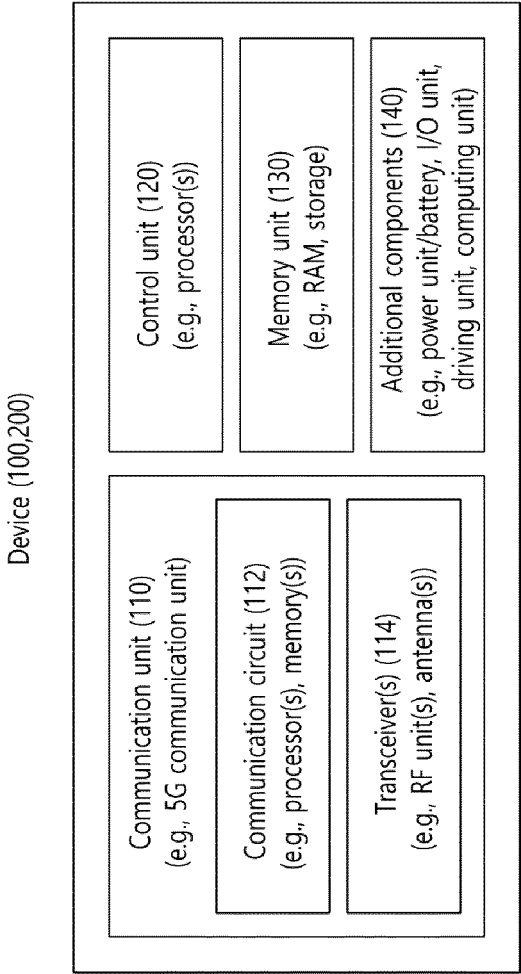 Device (100,200)
Communication unit (110)
(e.g., 5G communication unit)
Communication circuit (112)
(e.g., processor(s), memory(s))
Transceiver(s) (114)
(e.g., RF unit(s), antenna(s))
Control unit (120)
(e.g., processor(s))
Memory unit (130)
(e.g., RAM, storage)
Additional components (140)
(e.g., power unit/battery, I/O unit,
driving unit, computing unit)